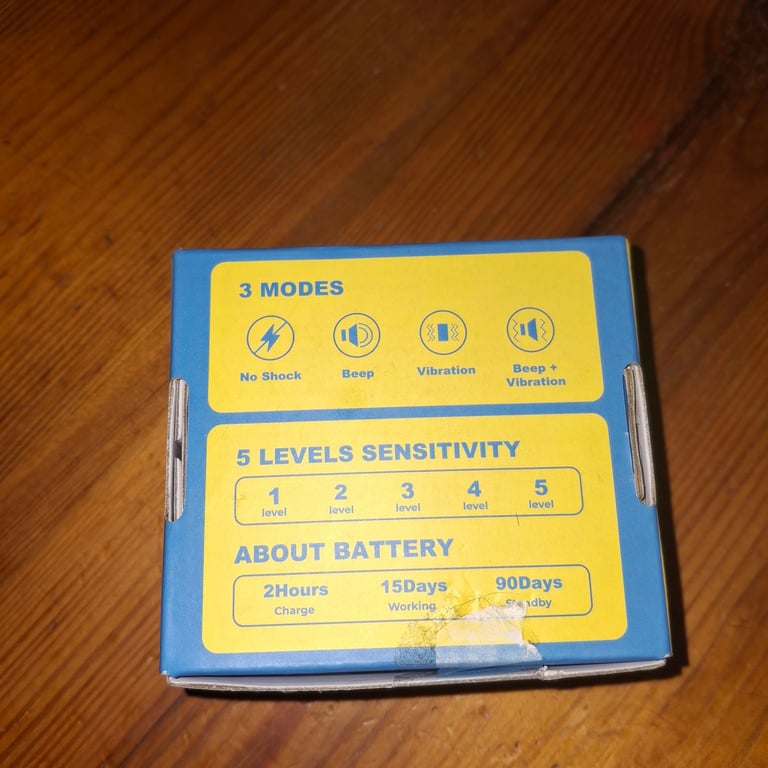 3 MODES
No Shock
Beep
Vibration
Beep +
Vibration
5 LEVELS SENSITIVITY
1 2 3 4 5
level level level level level
ABOUT BATTERY
2Hours 15Days 90Days
Charge Working Standby